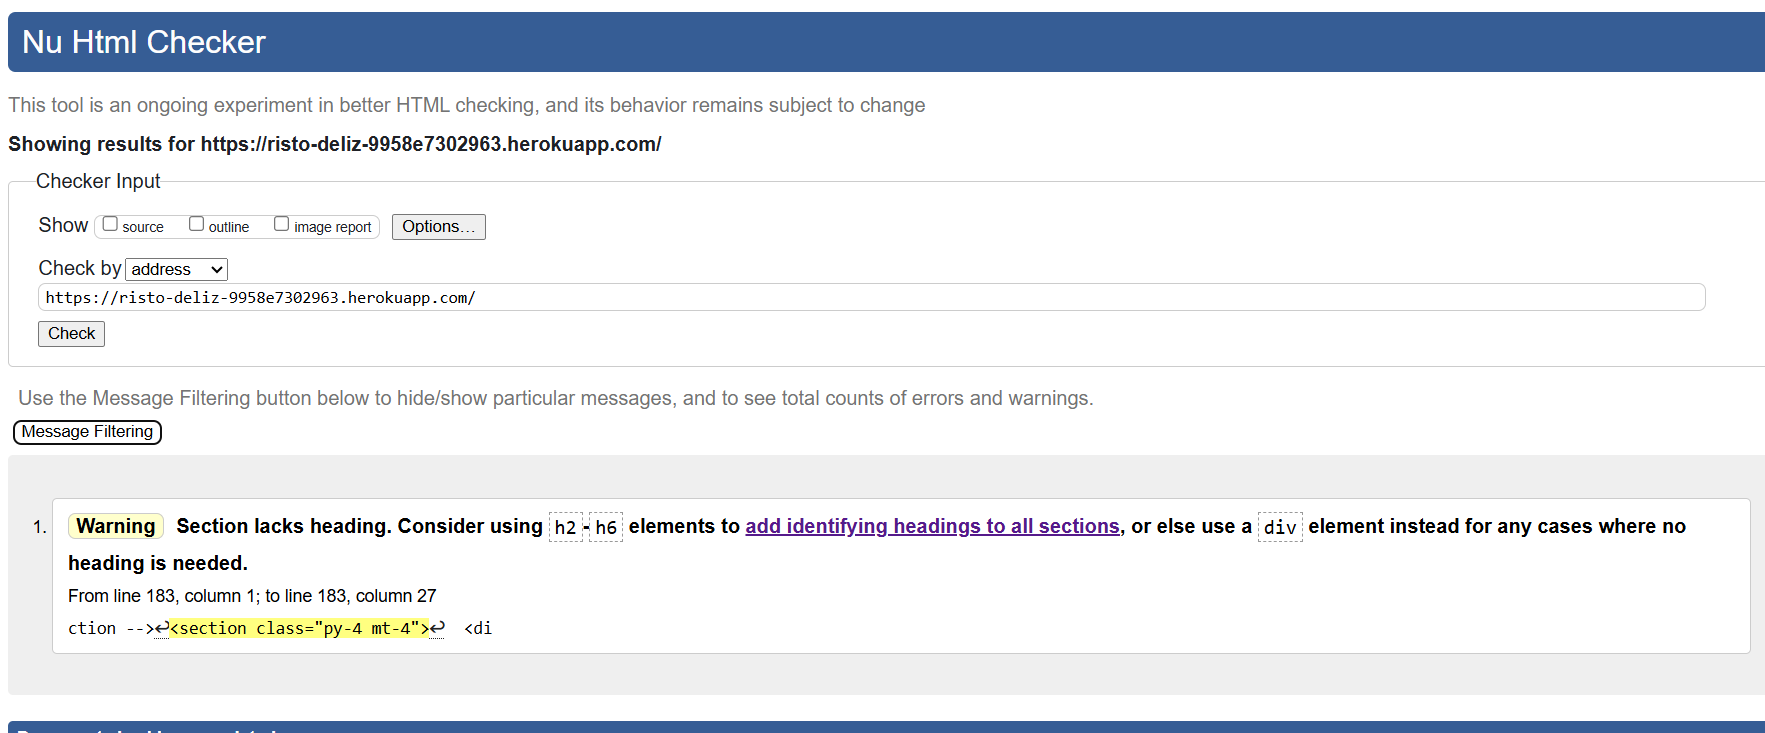 Nu Html Checker
This tool is an ongoing experiment in better HTML checking, and its behavior remains subject to change
Showing results for https://risto-deliz-9958e7302963.herokuapp.com/
Checker Input
Show source outline image report Options...
Check by address
https://risto-deliz-9958e7302963.herokuapp.com/
Check
Use the Message Filtering button below to hide/show particular messages, and to see total counts of errors and warnings.
Message Filtering
1. Warning Section lacks heading. Consider using h2-h6 elements to add identifying headings to all sections, or else use a div element instead for any cases where no
heading is needed.
From line 183, column 1; to line 183, column 27
ction -->↩<section class="py-4 mt-4">↩ <di